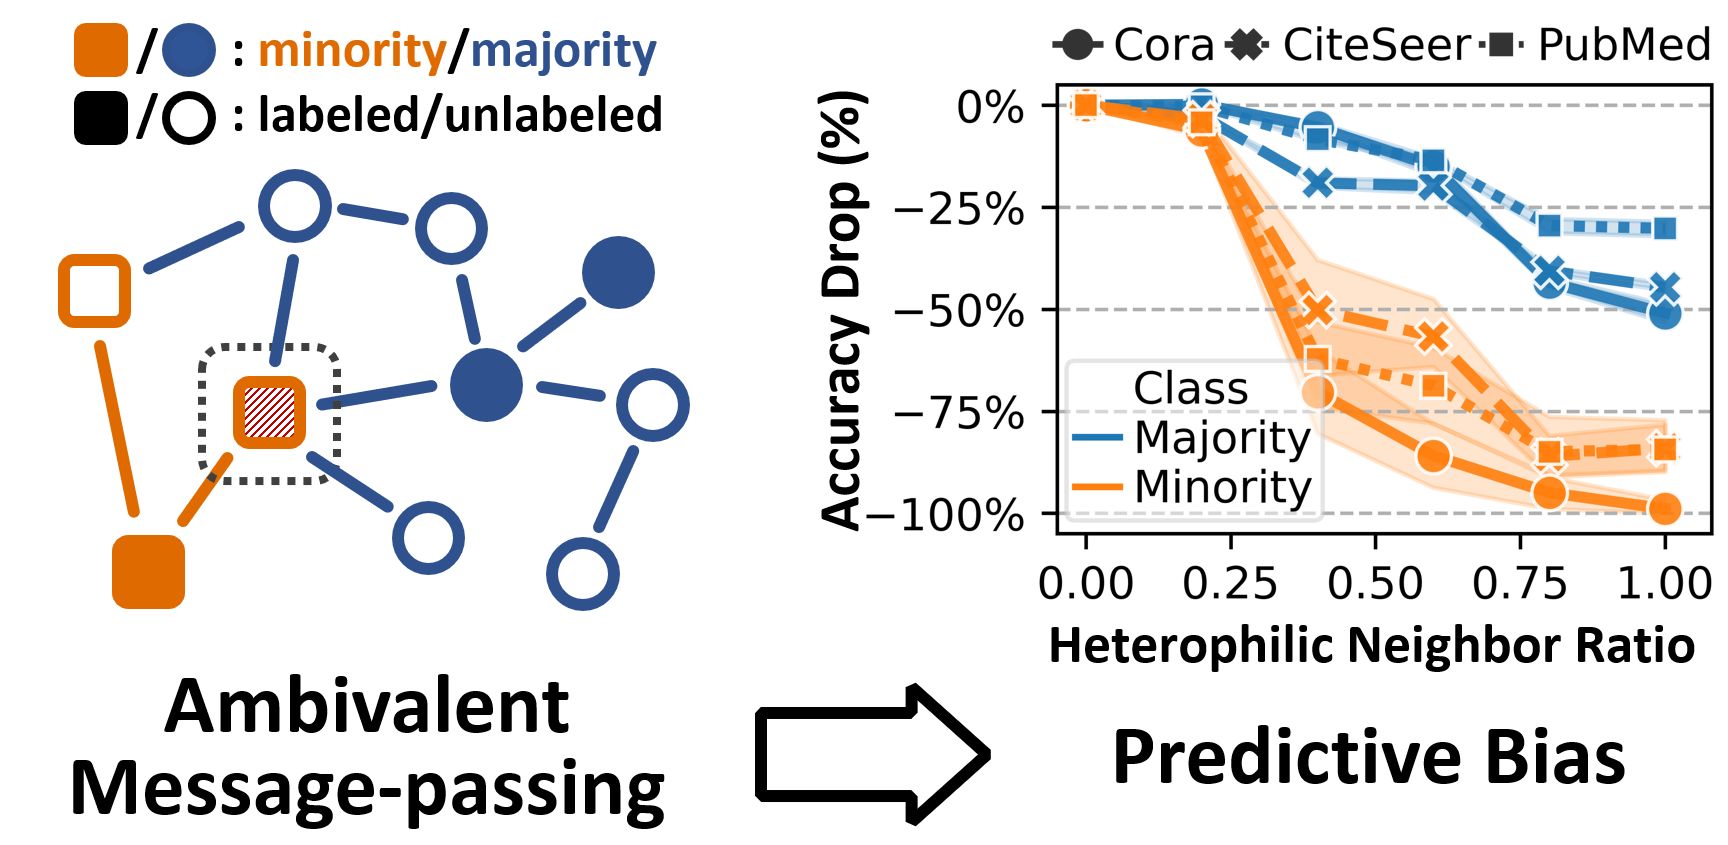 / : minority/majority
/ : labeled/unlabeled
Ambivalent
Message-passing
Cora CiteSeer PubMed
Accuracy Drop (%)
0%
−25%
−50%
−75%
−100%
Class
Majority
Minority
0.00 0.25 0.50 0.75 1.00
Heterophilic Neighbor Ratio
Predictive Bias